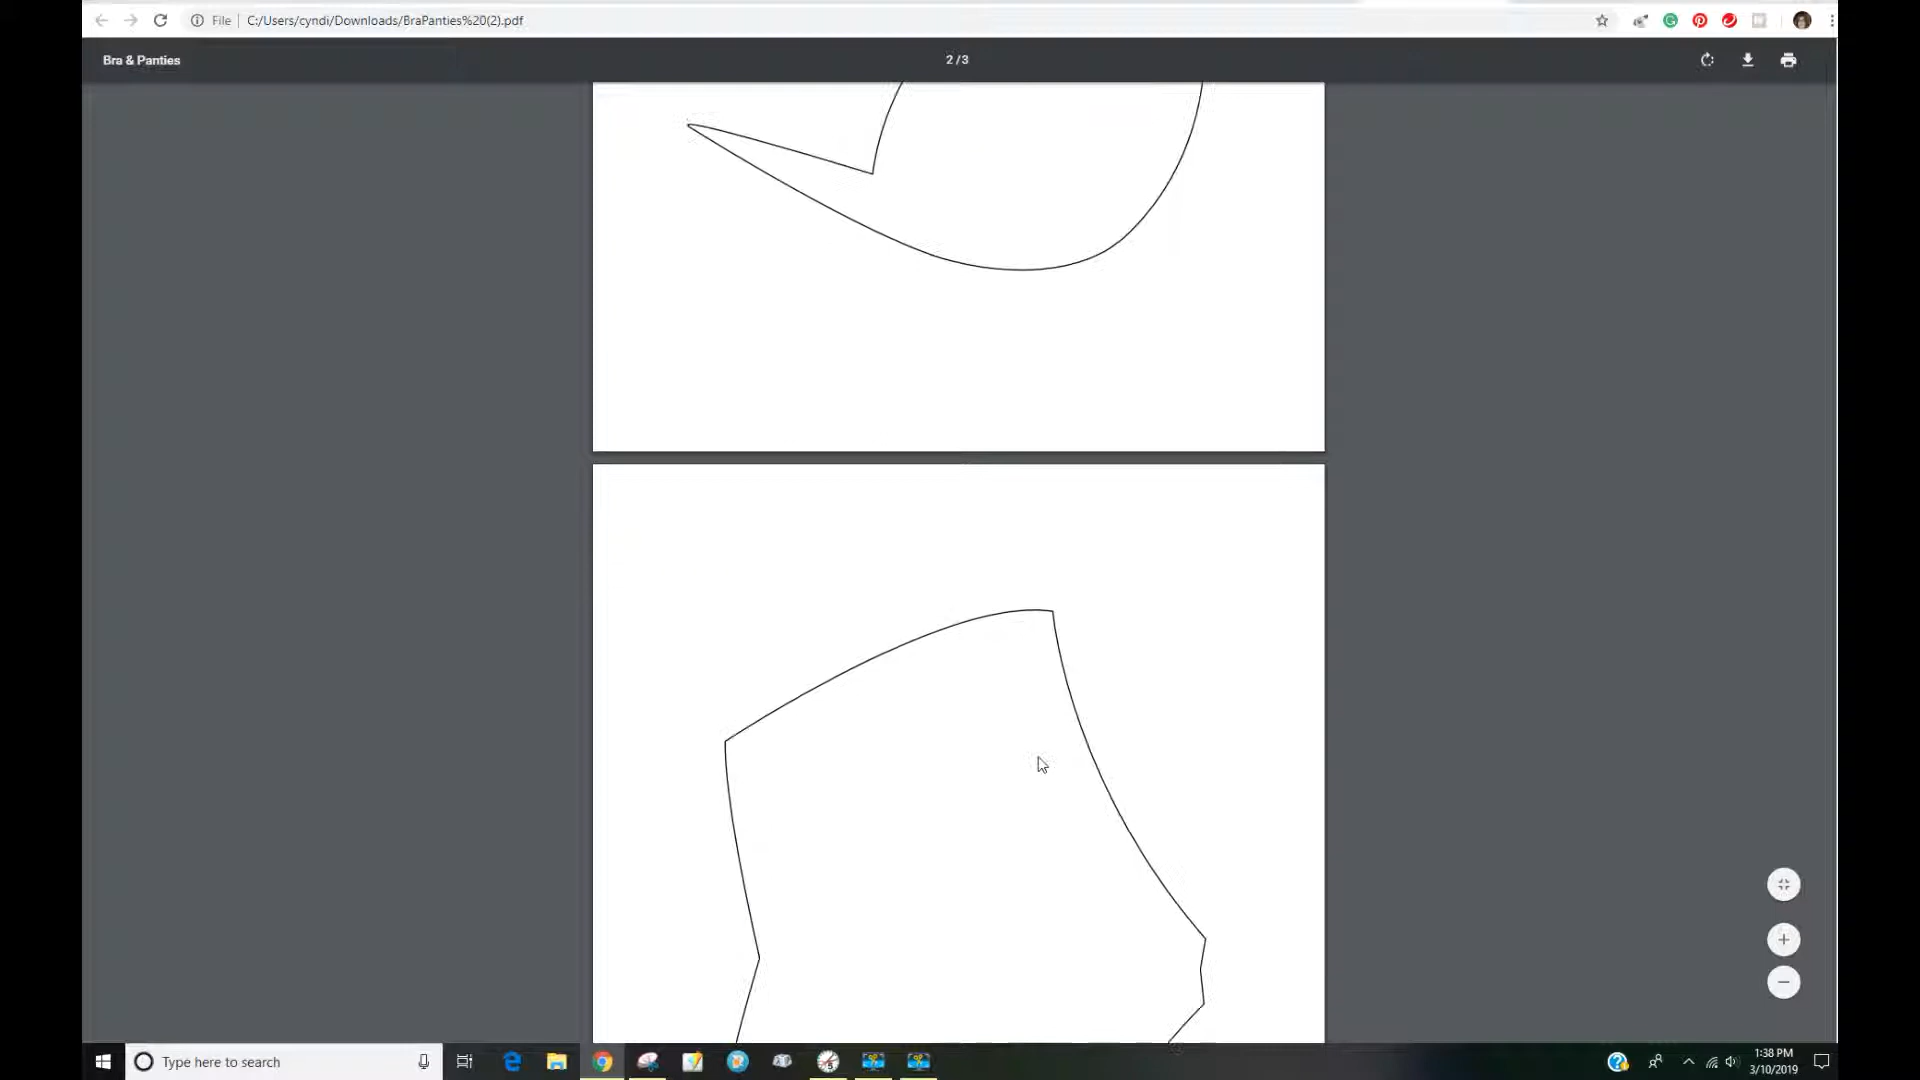 File
C:/Users/cyndi/Downloads/BraPanties%20(2).pdf
Bra & Panties
2 / 3
Type here to search
1:38 PM
3/10/2019